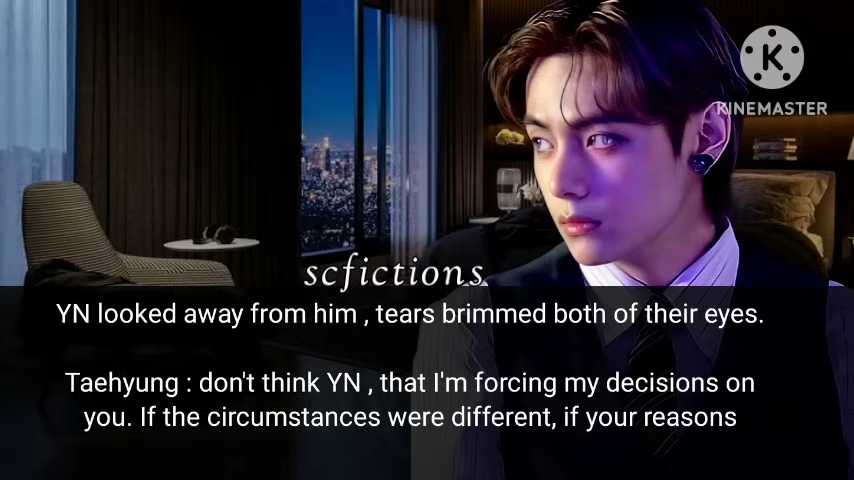 KINEMASTER
scfictions
YN looked away from him , tears brimmed both of their eyes.
Taehyung : don't think YN , that I'm forcing my decisions on
you. If the circumstances were different, if your reasons